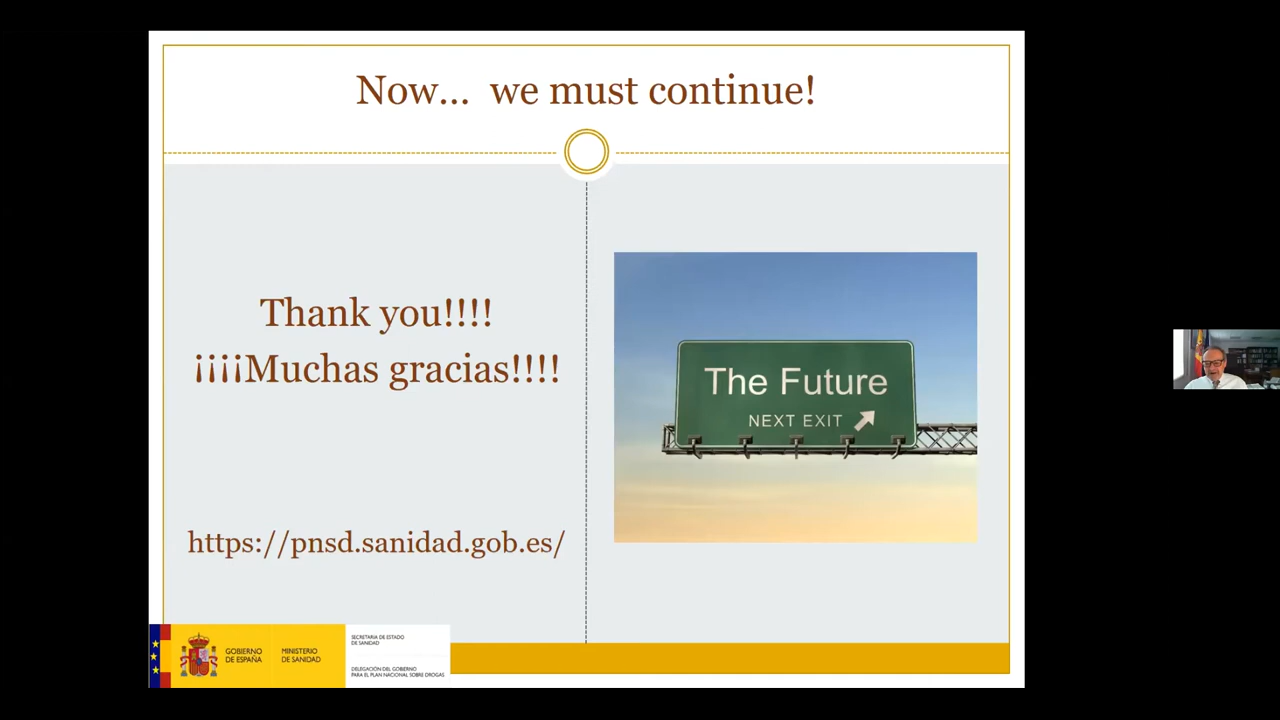 Now... we must continue!
Thank you!!!!
¡¡¡¡Muchas gracias!!!!
https://pnsd.sanidad.gob.es/
The Future
NEXT EXIT
GOBIERNO
DE ESPAÑA
MINISTERIO
DE SANIDAD
SECRETARIA DE ESTADO
DE SANIDAD
DELEGACIÓN DEL GOBIERNO
PARA EL PLAN NACIONAL SOBRE DROGAS